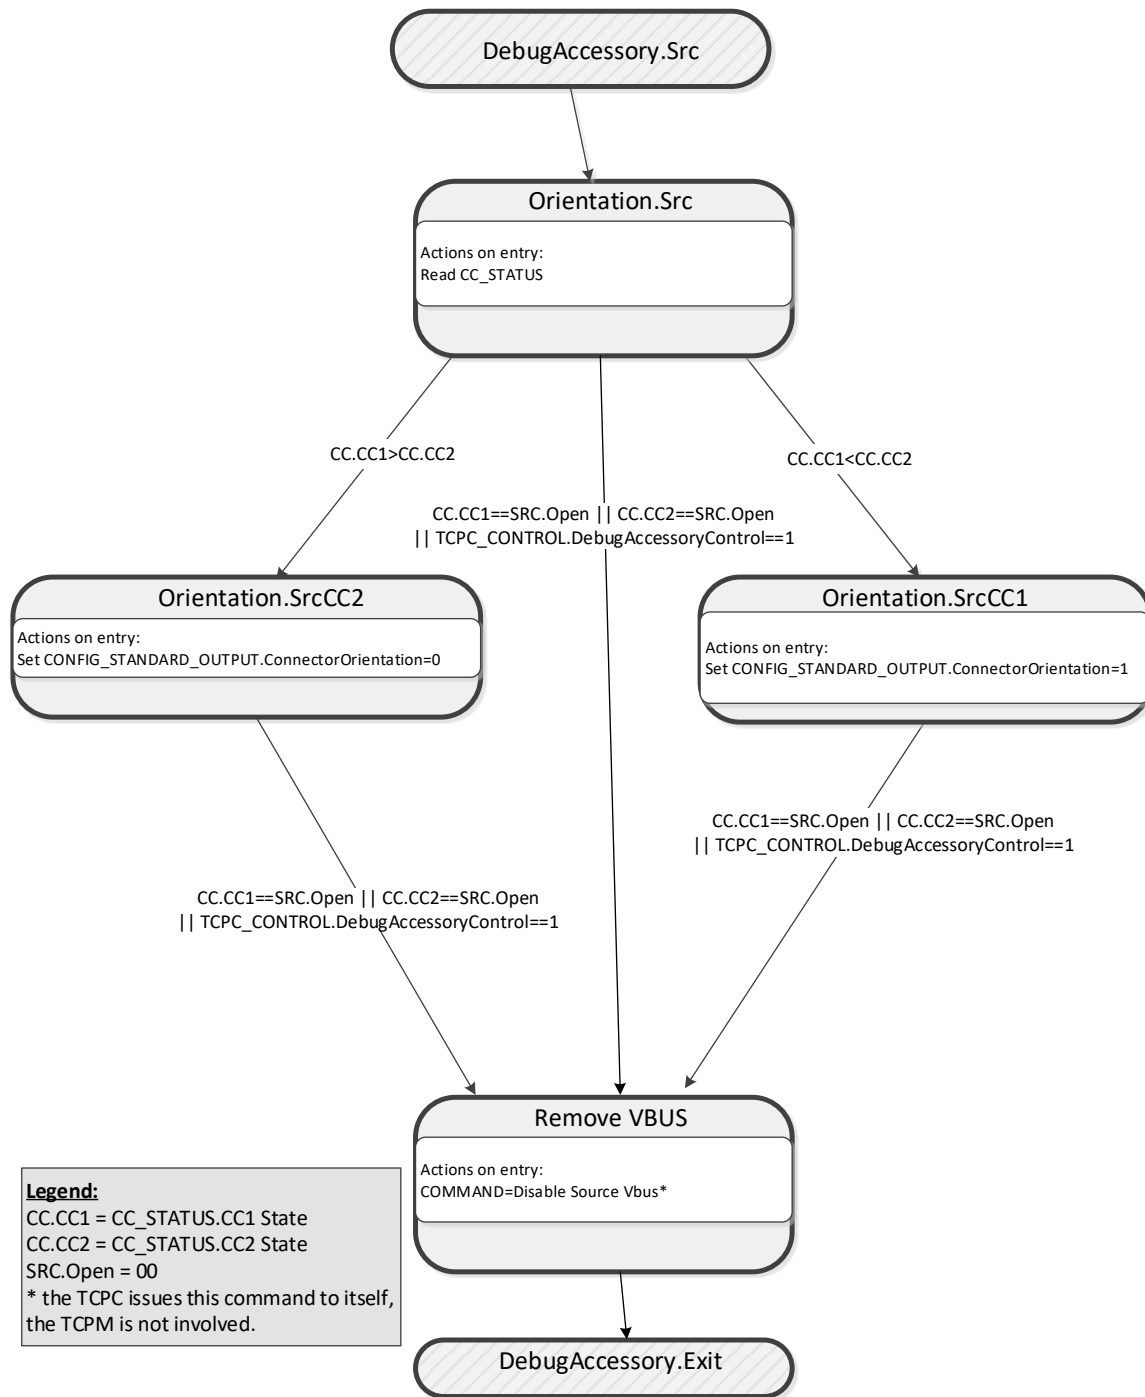 DebugAccessory.Src
Orientation.Src
Actions on entry:
Read CC_STATUS
CC.CC1>CC.CC2
CC.CC1<CC.CC2
CC.CC1==SRC.Open || CC.CC2==SRC.Open
|| TCPC_CONTROL.DebugAccessoryControl==1
Orientation.SrcCC2
Actions on entry:
Set CONFIG_STANDARD_OUTPUT.ConnectorOrientation=0
Orientation.SrcCC1
Actions on entry:
Set CONFIG_STANDARD_OUTPUT.ConnectorOrientation=1
CC.CC1==SRC.Open || CC.CC2==SRC.Open
|| TCPC_CONTROL.DebugAccessoryControl==1
CC.CC1==SRC.Open || CC.CC2==SRC.Open
|| TCPC_CONTROL.DebugAccessoryControl==1
Remove VBUS
Actions on entry:
COMMAND=Disable Source Vbus*
Legend:
CC.CC1 = CC_STATUS.CC1 State
CC.CC2 = CC_STATUS.CC2 State
SRC.Open = 00
* the TCPC issues this command to itself,
the TCPM is not involved.
DebugAccessory.Exit